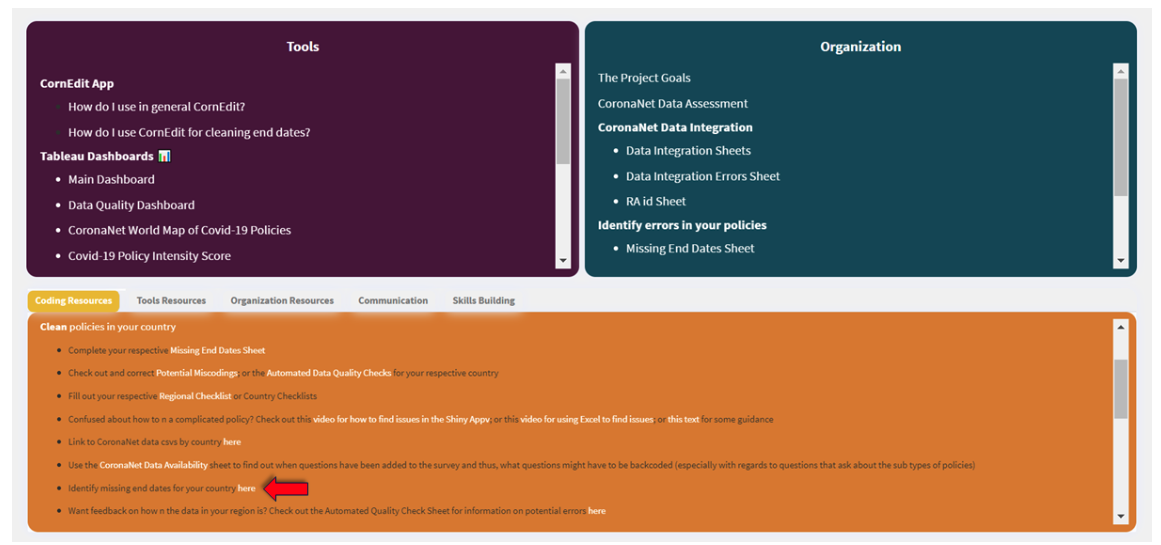 Tools
CornEdit App
How do I use in general CornEdit?
How do I use CornEdit for cleaning end dates?
Tableau Dashboards
Main Dashboard
Data Quality Dashboard
CoronaNet World Map of Covid-19 Policies
Covid-19 Policy Intensity Score
Organization
The Project Goals
CoronaNet Data Assessment
CoronaNet Data Integration
Data Integration Sheets
Data Integration Errors Sheet
RA id Sheet
Identify errors in your policies
Missing End Dates Sheet
Coding Resources Tools Resources Organization Resources Communication Skills Building
Clean policies in your country
Complete your respective Missing End Dates Sheet
Check out and correct Potential Miscodings; or the Automated Data Quality Checks for your respective country
Fill out your respective Regional Checklist or Country Checklists
Confused about how to n a complicated policy? Check out this video for how to find issues in the Shiny Appv; or this video for using Excel to find issues; or this text for some guidance
Link to CoronaNet data csvs by country here
Use the CoronaNet Data Availability sheet to find out when questions have been added to the survey and thus, what questions might have to be backcoded (especially with regards to questions that ask about the sub types of policies)
Identify missing end dates for your country here
Want feedback on how n the data in your region is? Check out the Automated Quality Check Sheet for information on potential errors here